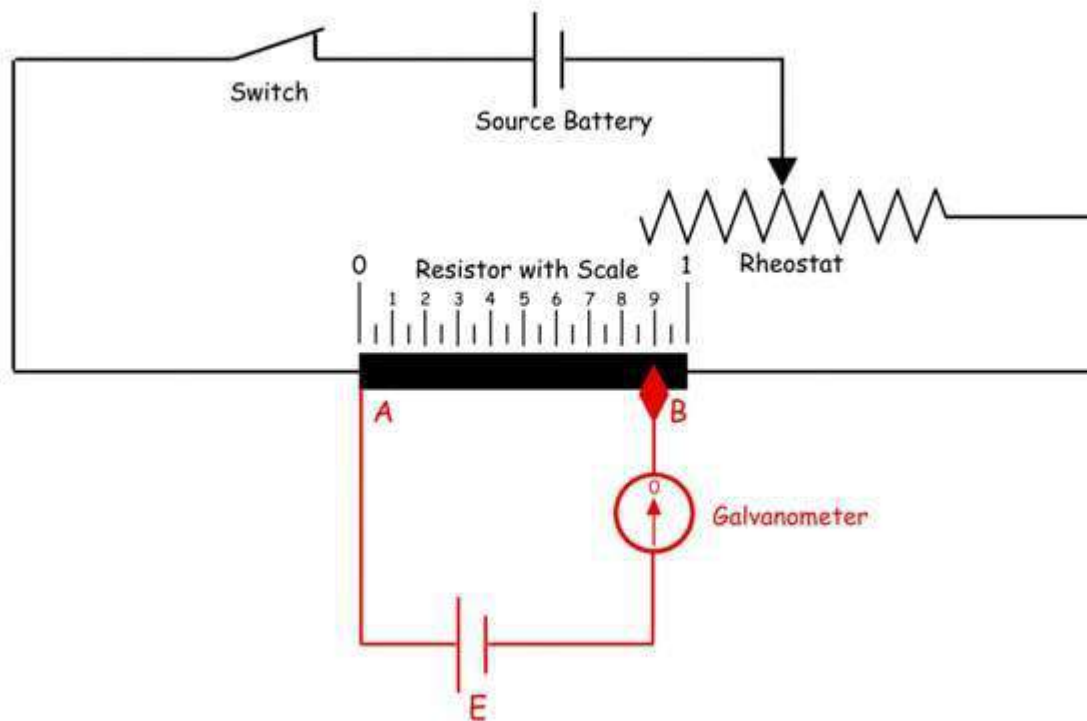 Switch
Source Battery
Rheostat
0 Resistor with Scale 1
1 2 3 4 5 6 7 8 9
A B
0
Galvanometer
E